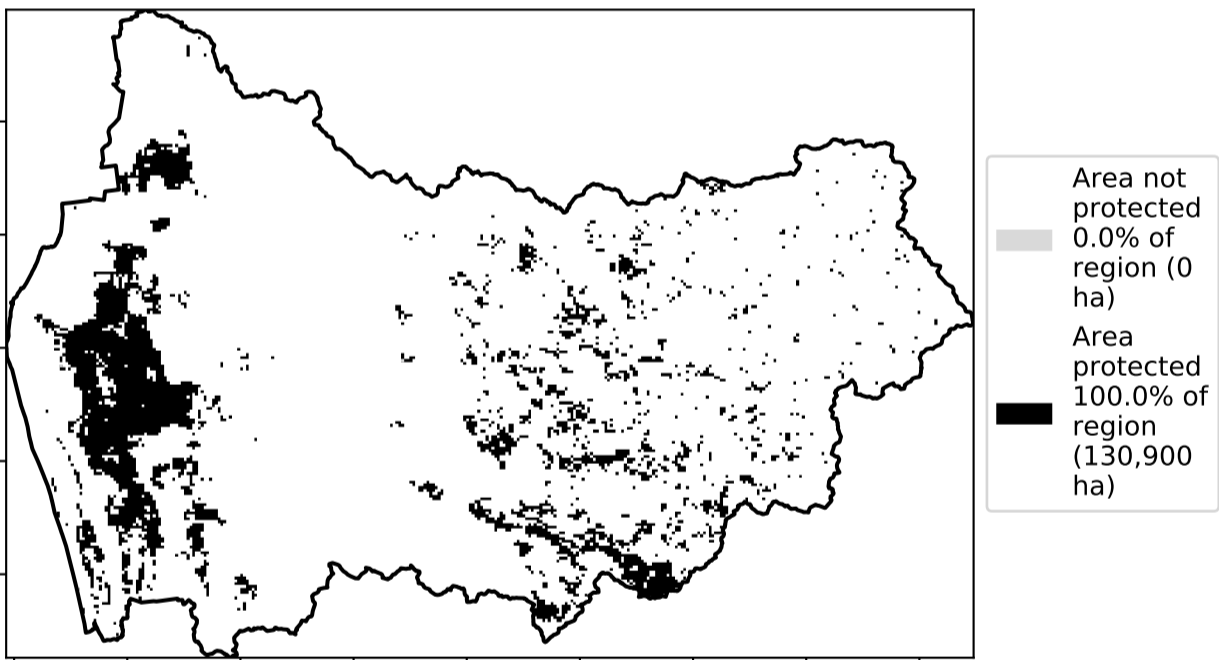 Area not
protected
0.0% of
region (0
ha)
Area
protected
100.0% of
region
(130,900
ha)